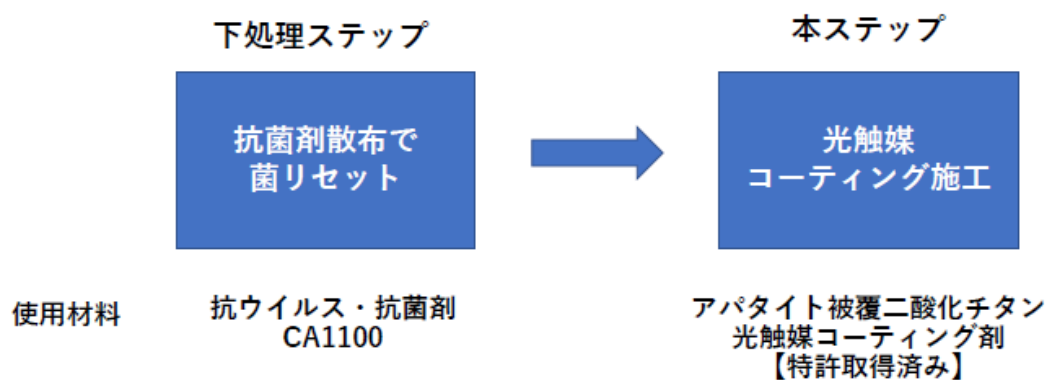 下処理ステップ
本ステップ
抗菌剤散布で
菌リセット
光触媒
コーティング施工
使用材料
抗ウイルス・抗菌剤
CA1100
アパタイト被覆二酸化チタン
光触媒コーティング剤
【特許取得済み】